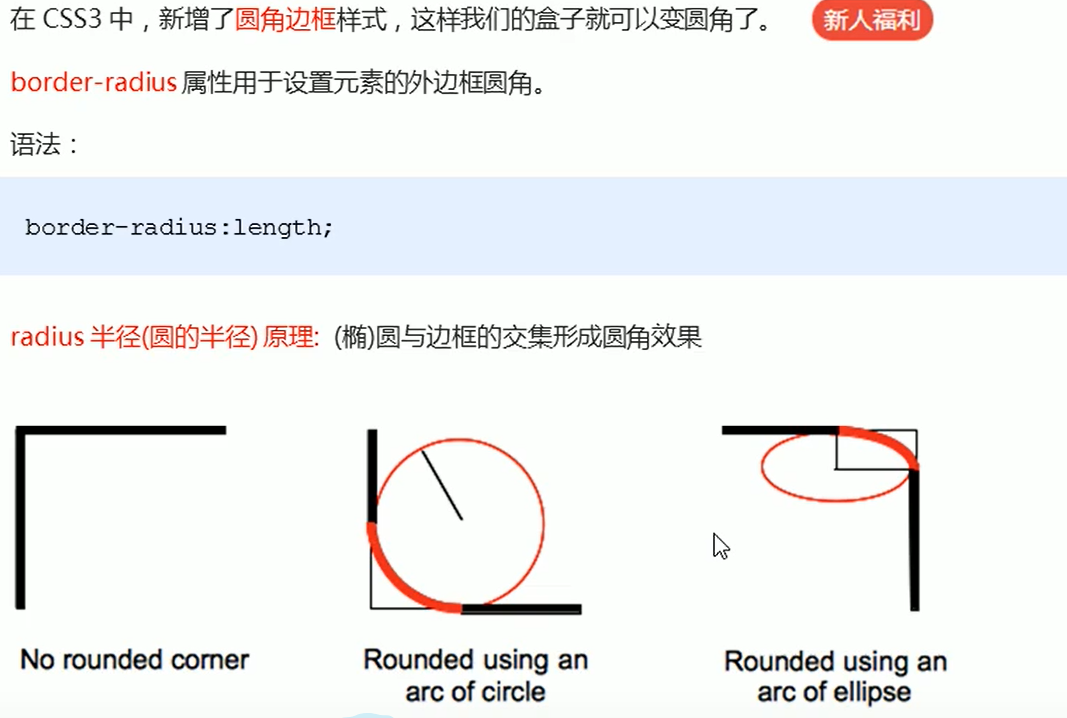 在 CSS3 中，新增了圆角边框样式，这样我们的盒子就可以变圆角了。 新人福利
border-radius 属性用于设置元素的外边框圆角。
语法：
border-radius:length;
radius 半径(圆的半径) 原理: (椭)圆与边框的交集形成圆角效果
No rounded corner
Rounded using an
arc of circle
Rounded using an
arc of ellipse